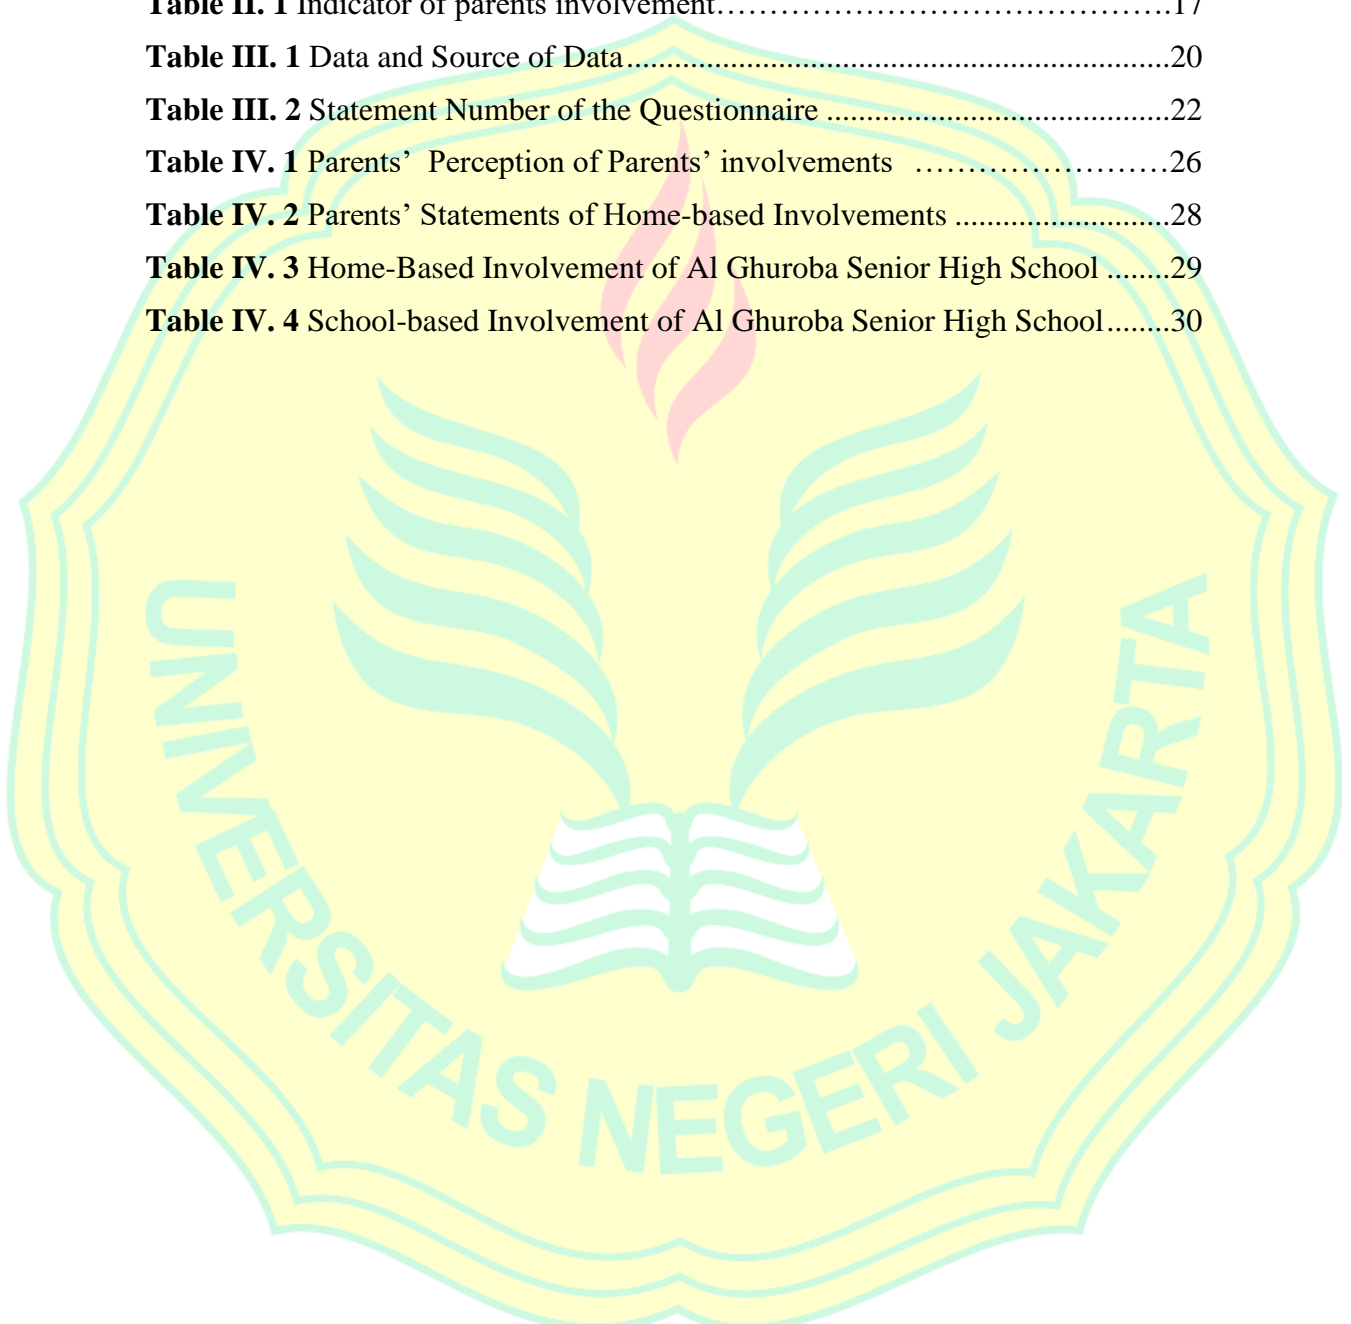 Table II. 1 Indicator of parents involvement……………………………………….17
Table III. 1 Data and Source of Data.....................................................................20
Table III. 2 Statement Number of the Questionnaire ...........................................22
Table IV. 1 Parents’  Perception of Parents’ involvements  ……………………26
Table IV. 2 Parents’ Statements of Home-based Involvements ...........................28
Table IV. 3 Home-Based Involvement of Al Ghuroba Senior High School ........29
Table IV. 4 School-based Involvement of Al Ghuroba Senior High School........30
UNIVERSITAS NEGERI JAKARTA